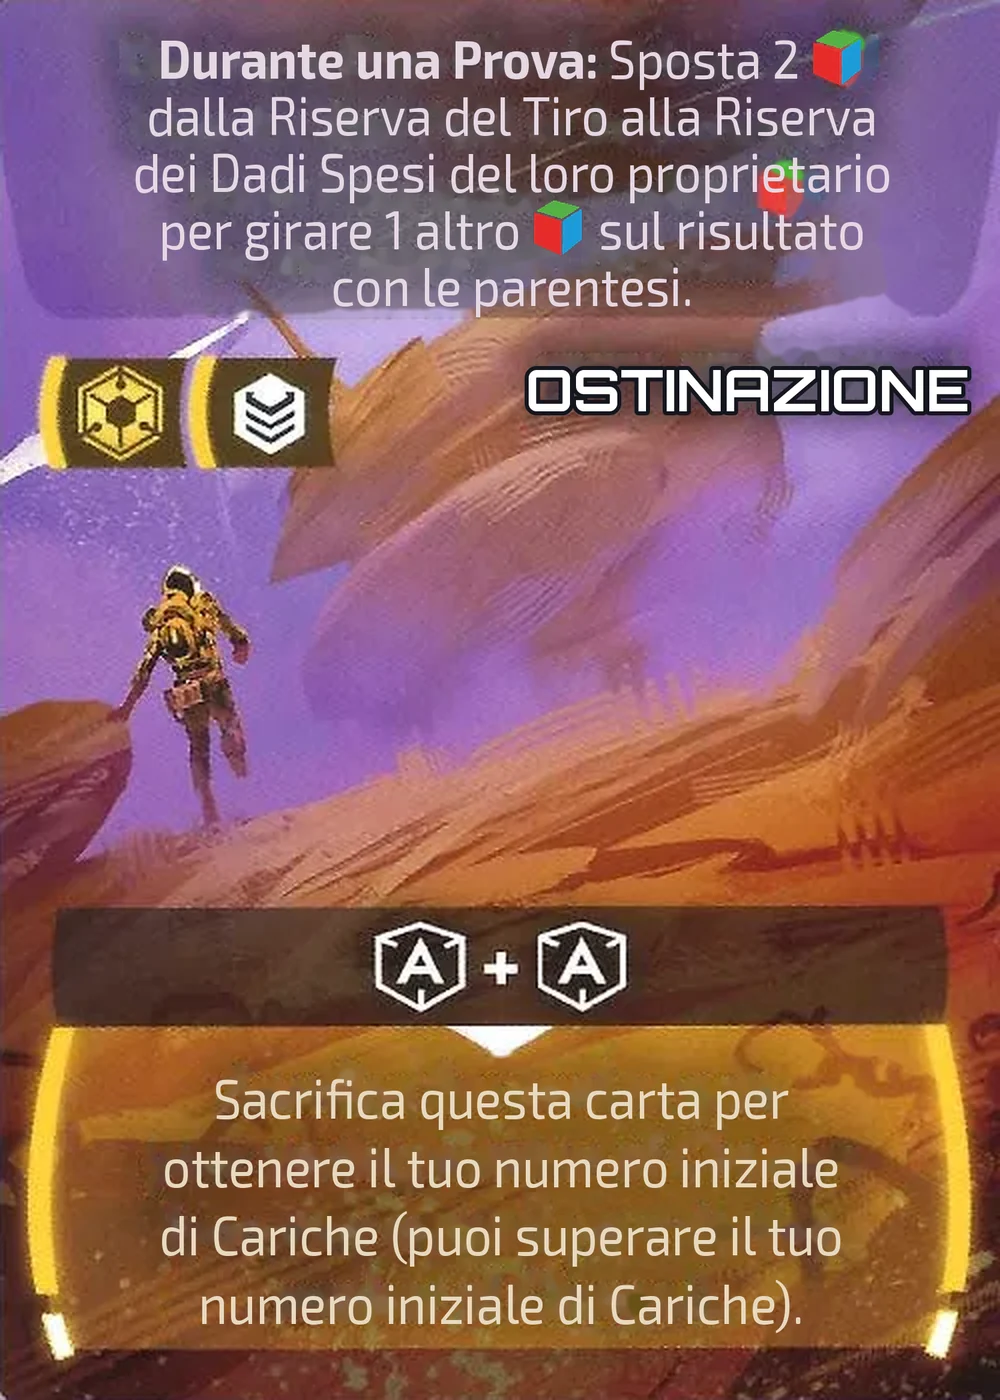 Durante una Prova: Sposta 2
dalla Riserva del Tiro alla Riserva
dei Dadi Spesi del loro proprietario
per girare 1 altro sul risultato
con le parentesi.
OSTINAZIONE
A + A
Sacrifica questa carta per
ottenere il tuo numero iniziale
di Cariche (puoi superare il tuo
numero iniziale di Cariche).